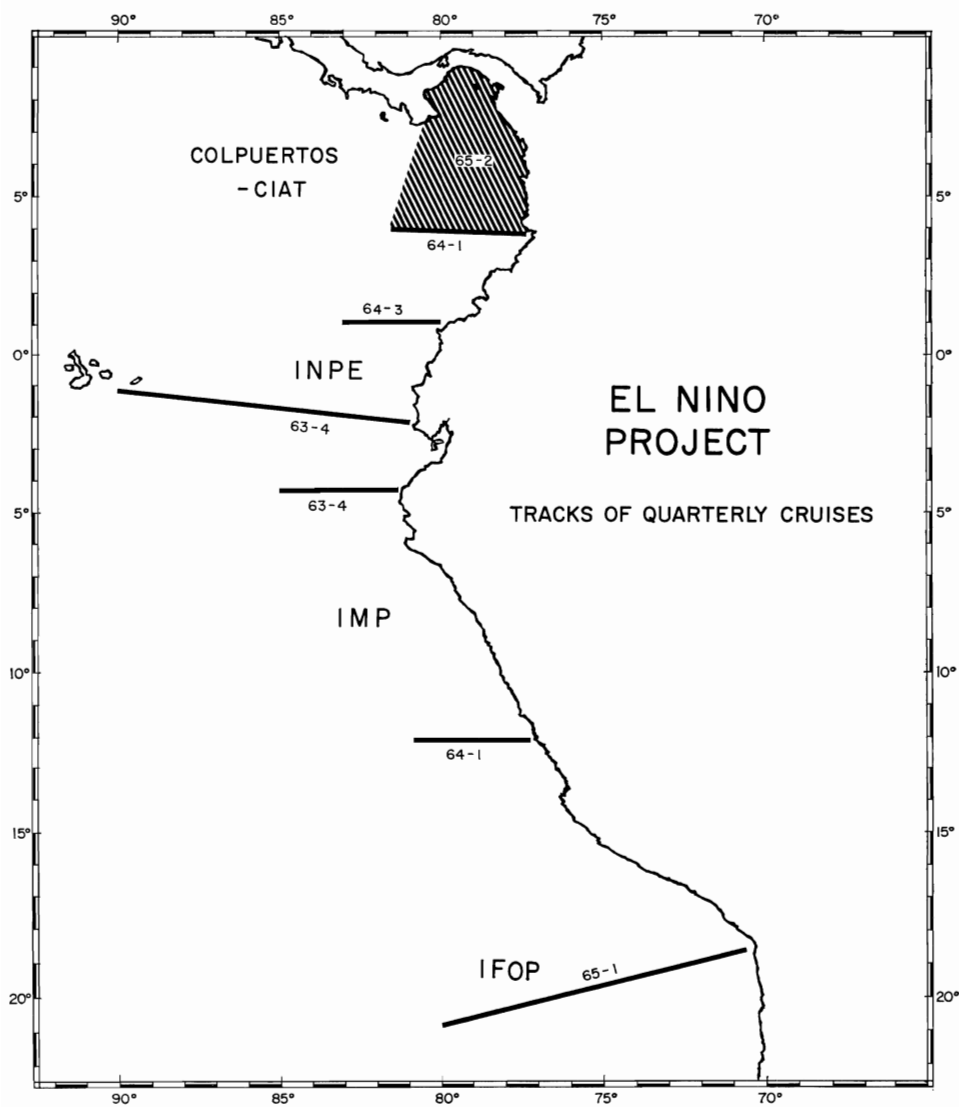 90° 85° 80° 75° 70°
COLPUERTOS
-CIAT
65-2
5° 5°
64-1
64-3
0° 0°
INPE
63-4
EL NINO
PROJECT
63-4
5° 5°
TRACKS OF QUARTERLY CRUISES
IMP
10° 10°
64-1
15° 15°
IFOP
65-1
20° 20°
90° 85° 80° 75° 70°